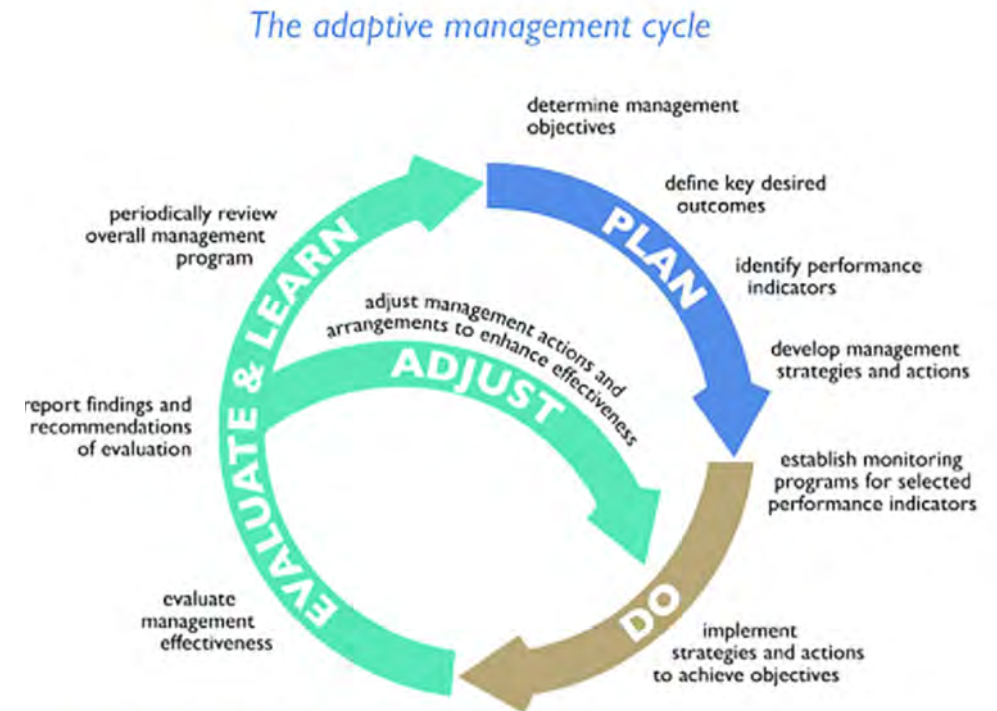 The adaptive management cycle
determine management
objectives
define key desired
outcomes
PLAN
identify performance
indicators
develop management
strategies and actions
establish monitoring
programs for selected
performance indicators
DO
implement
strategies and actions
to achieve objectives
evaluate
management
effectiveness
EVALUATE & LEARN
report findings and
recommendations
of evaluation
periodically review
overall management
program
adjust management actions and
arrangements to enhance effectiveness
ADJUST